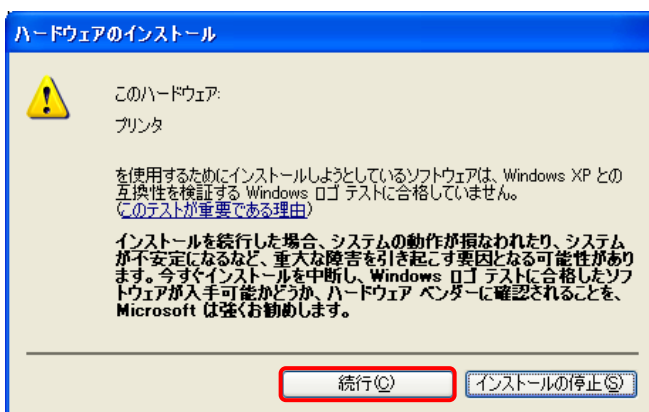 ハードウェアのインストール
このハードウェア:
プリンタ
を使用するためにインストールしようとしているソフトウェアは、Windows XP との
互換性を検証する Windows ロゴ テストに合格していません。
(このテストが重要である理由)
インストールを続行した場合、システムの動作が損なわれたり、システム
が不安定になるなど、重大な障害を引き起こす要因となる可能性があり
ます。今すぐインストールを中断し、Windows ロゴ テストに合格したソフ
トウェアが入手可能かどうか、ハードウェア ベンダーに確認されることを、
Microsoft は強くお勧めします。
続行(C)
インストールの停止(S)